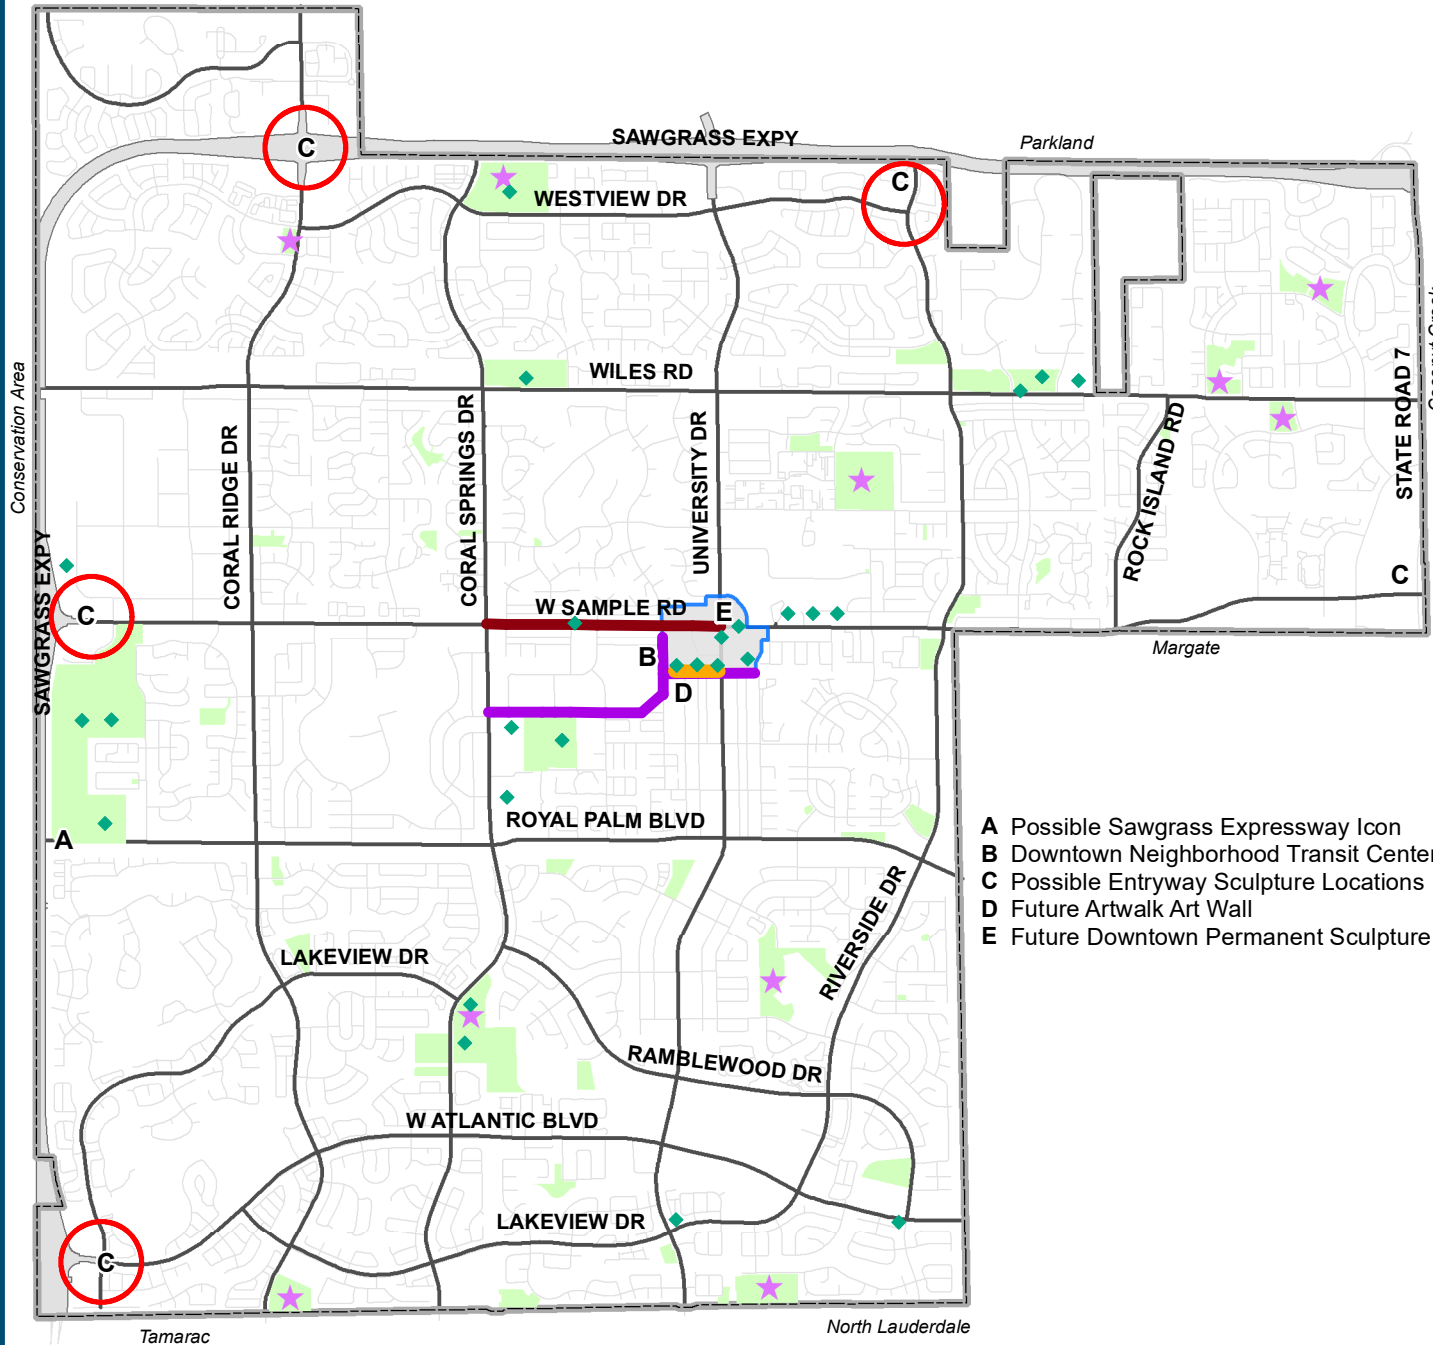 C
SAWGRASS EXPY
Parkland
C
WESTVIEW DR
WILES RD
Conservation Area
CORAL RIDGE DR
CORAL SPRINGS DR
UNIVERSITY DR
ROCK ISLAND RD
STATE ROAD 7
SAWGRASS EXPY
C
C
W SAMPLE RD
E
B
D
Margate
A
ROYAL PALM BLVD
A Possible Sawgrass Expressway Icon
B Downtown Neighborhood Transit Center
C Possible Entryway Sculpture Locations
D Future Artwalk Art Wall
E Future Downtown Permanent Sculpture
RIVERSIDE DR
LAKEVIEW DR
RAMBLEWOOD DR
W ATLANTIC BLVD
LAKEVIEW DR
C
Tamarac
North Lauderdale